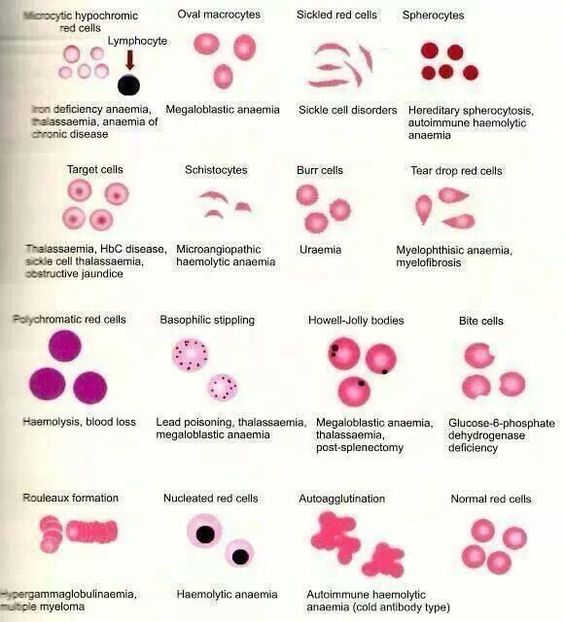 Microcytic hypochromic
red cells
Lymphocyte
Oval macrocytes
Sickled red cells
Spherocytes
Iron deficiency anaemia,
thalassaemia, anaemia of
chronic disease
Megaloblastic anaemia
Sickle cell disorders
Hereditary spherocytosis,
autoimmune haemolytic
anaemia
Target cells
Schistocytes
Burr cells
Tear drop red cells
Thalassaemia, HbC disease,
sickle cell thalassaemia,
obstructive jaundice
Microangiopathic
haemolytic anaemia
Uraemia
Myelophthisic anaemia,
myelofibrosis
Polychromatic red cells
Basophilic stippling
Howell-Jolly bodies
Bite cells
Haemolysis, blood loss
Lead poisoning, thalassaemia,
megaloblastic anaemia
Megaloblastic anaemia,
thalassaemia,
post-splenectomy
Glucose-6-phosphate
dehydrogenase
deficiency
Rouleaux formation
Nucleated red cells
Autoagglutination
Normal red cells
Hypergammaglobulinaemia,
multiple myeloma
Haemolytic anaemia
Autoimmune haemolytic
anaemia (cold antibody type)